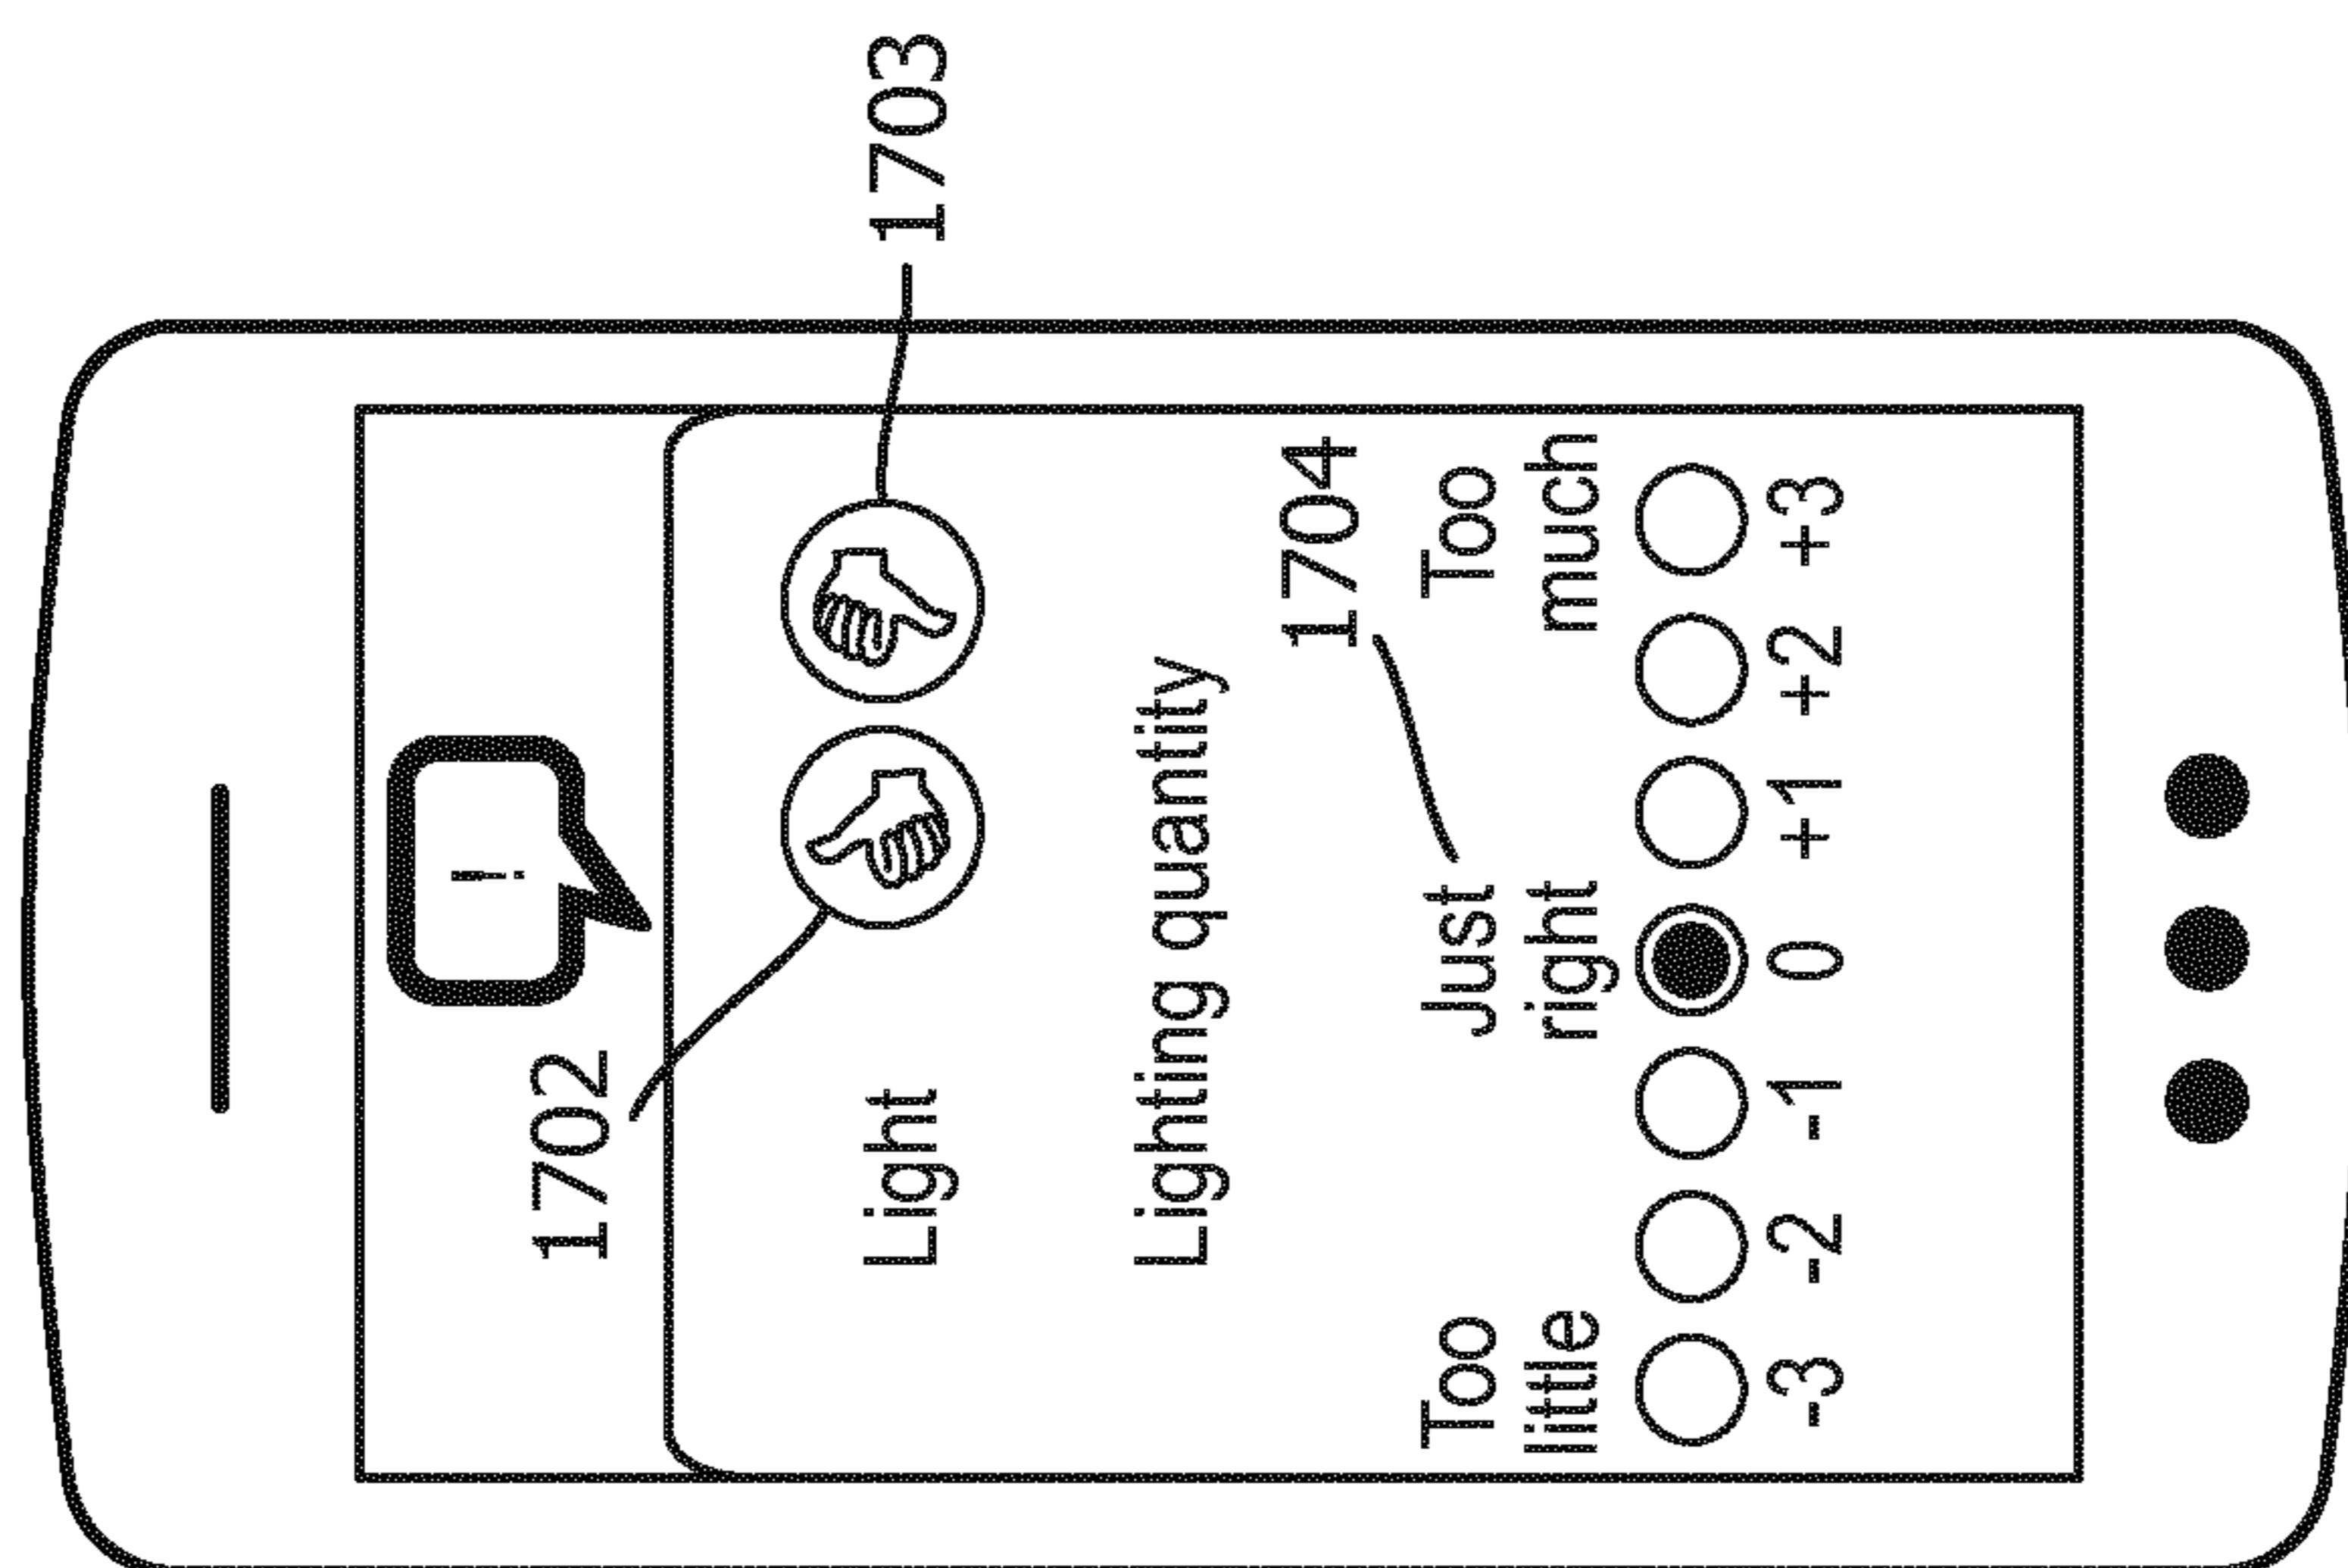 !
1702
Light 1703
Lighting quantity
1704
Too Just Too
little right much
-3 -2 -1 0 +1 +2 +3